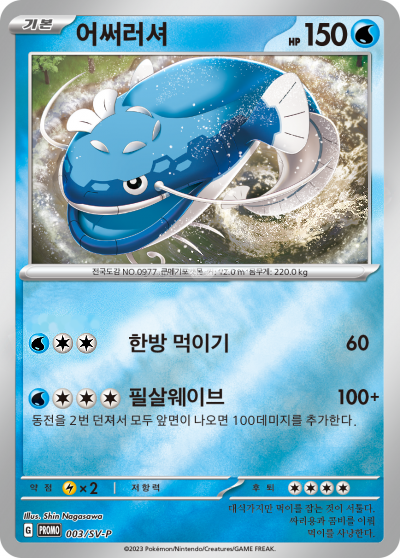 기본 어써러셔 HP 150
전국도감 NO.0977 큰메기포켓몬 키: 12.0 m 몸무게: 220.0 kg
한방 먹이기 60
필살웨이브 100+
동전을 2번 던져서 모두 앞면이 나오면 100데미지를 추가한다.
약점 ×2 저항력 후퇴
Illus. Shin Nagasawa
G PROMO 003/SV-P
대식가지만 먹이를 잡는 것이 서툴다.
싸리용과 콤비를 이뤄
먹이를 사냥한다.
©2023 Pokémon/Nintendo/Creatures/GAME FREAK.